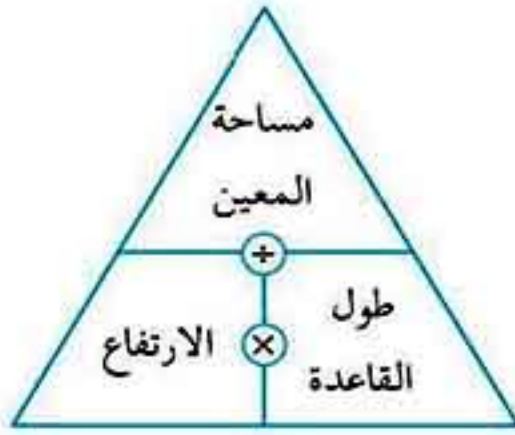 مساحة
المعين
÷
طول
القاعدة
×
الارتفاع